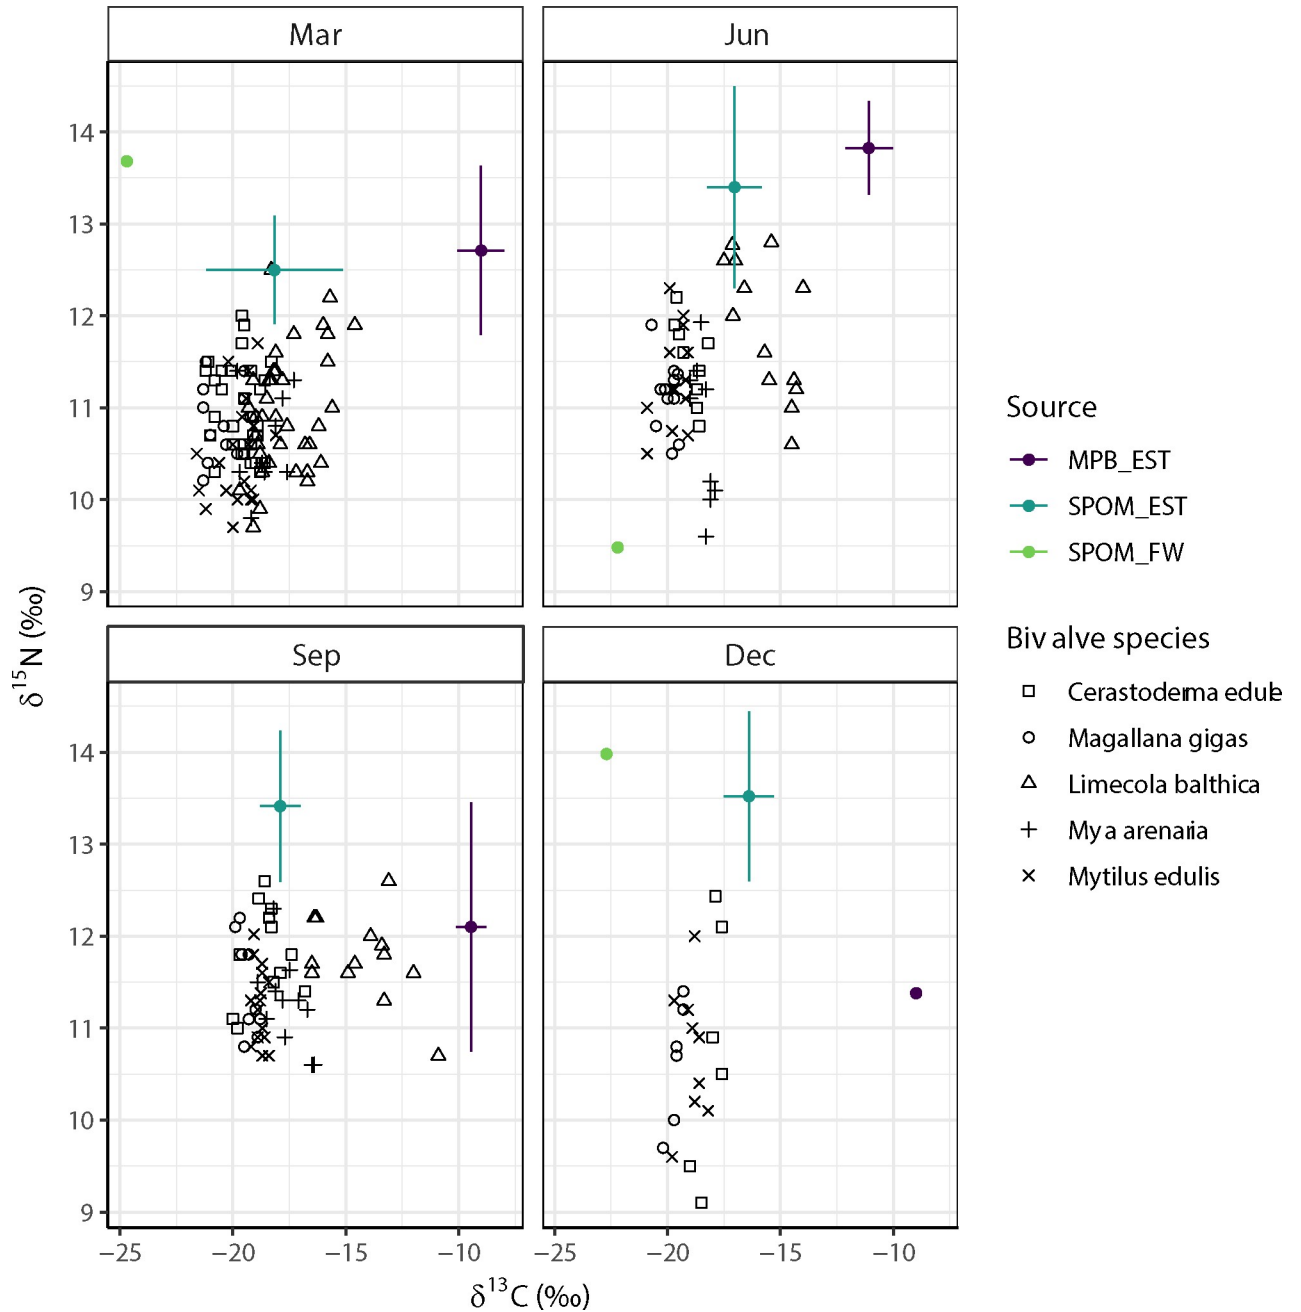 Mar
Jun
14
13
12
11
10
9
Sep
Dec
14
13
12
11
10
9
−25
−20
−15
−10
−25
−20
−15
−10
δ15N (‰)
δ13C (‰)
Source
MPB_EST
SPOM_EST
SPOM_FW
Biv alve species
Cerastoderma edule
Magallana gigas
Limecola balthica
My a arenaria
Mytilus edulis